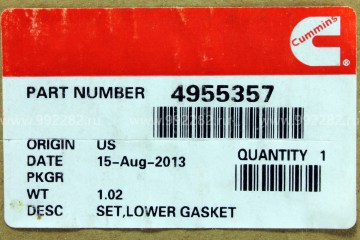 Cummins
®
PART NUMBER 4955357
ORIGIN US
DATE 15-Aug-2013
QUANTITY 1
PKGR
WT 1.02
DESC SET,LOWER GASKET